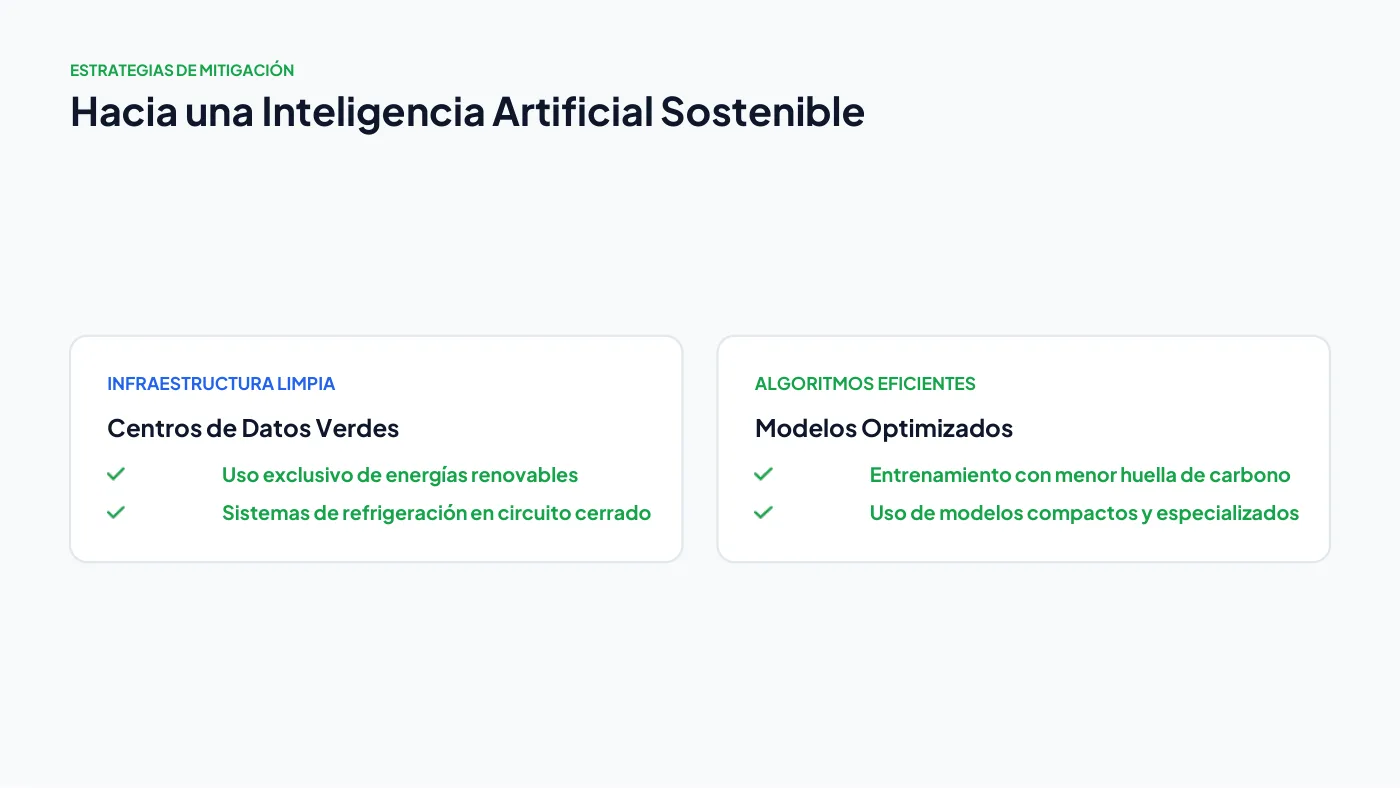 ESTRATEGIAS DE MITIGACIÓN
Hacia una Inteligencia Artificial Sostenible
INFRAESTRUCTURA LIMPIA
Centros de Datos Verdes
Uso exclusivo de energías renovables
Sistemas de refrigeración en circuito cerrado
ALGORITMOS EFICIENTES
Modelos Optimizados
Entrenamiento con menor huella de carbono
Uso de modelos compactos y especializados